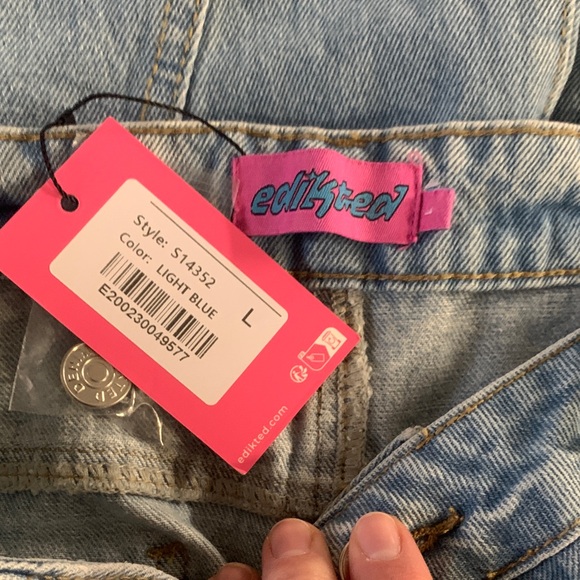 edikted
L
Style: S14352
Color: LIGHT BLUE
L
E200230049577
edikted.com